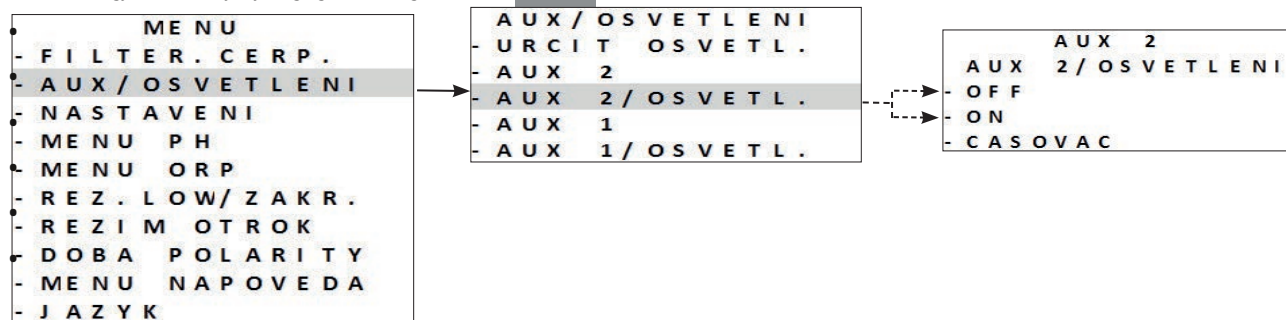 MENU
- FILTER. CERP.
- AUX/OSVETLENI
- NASTAVENI
- MENU PH
- MENU ORP
- REZ. LOW/ZAKR.
- REZIM OTROK
- DOBA POLARITY
- MENU NAPOVEDA
- JAZYK
AUX/OSVETLENI
- URCIT OSVETL.
- AUX 2
- AUX 2/OSVETL.
- AUX 1
- AUX 1/OSVETL.
AUX 2
AUX 2/OSVETLENI
- OFF
- ON
- CASOVAC